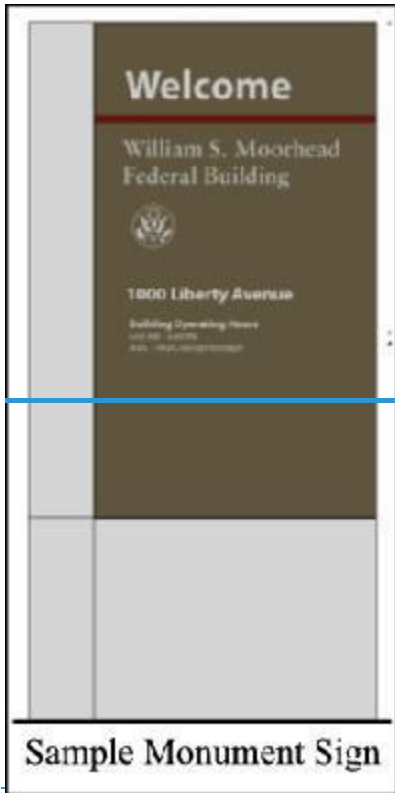 Welcome
William S. Moorhead
Federal Building
1000 Liberty Avenue
Building Operating Hours
Sample Monument Sign